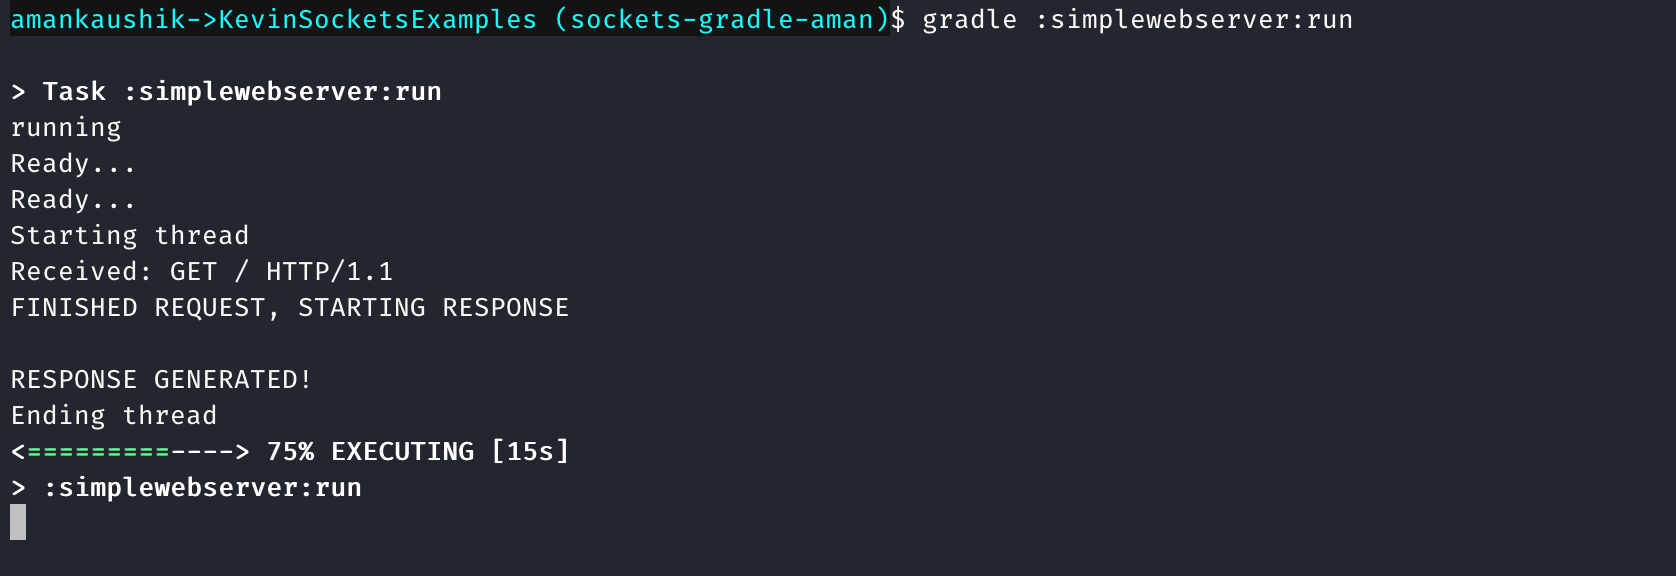 amankaushik->KevinSocketsExamples (sockets-gradle-aman)$ gradle :simplewebserver:run
> Task :simplewebserver:run
running
Ready...
Ready...
Starting thread
Received: GET / HTTP/1.1
FINISHED REQUEST, STARTING RESPONSE
RESPONSE GENERATED!
Ending thread
<=========----> 75% EXECUTING [15s]
> :simplewebserver:run